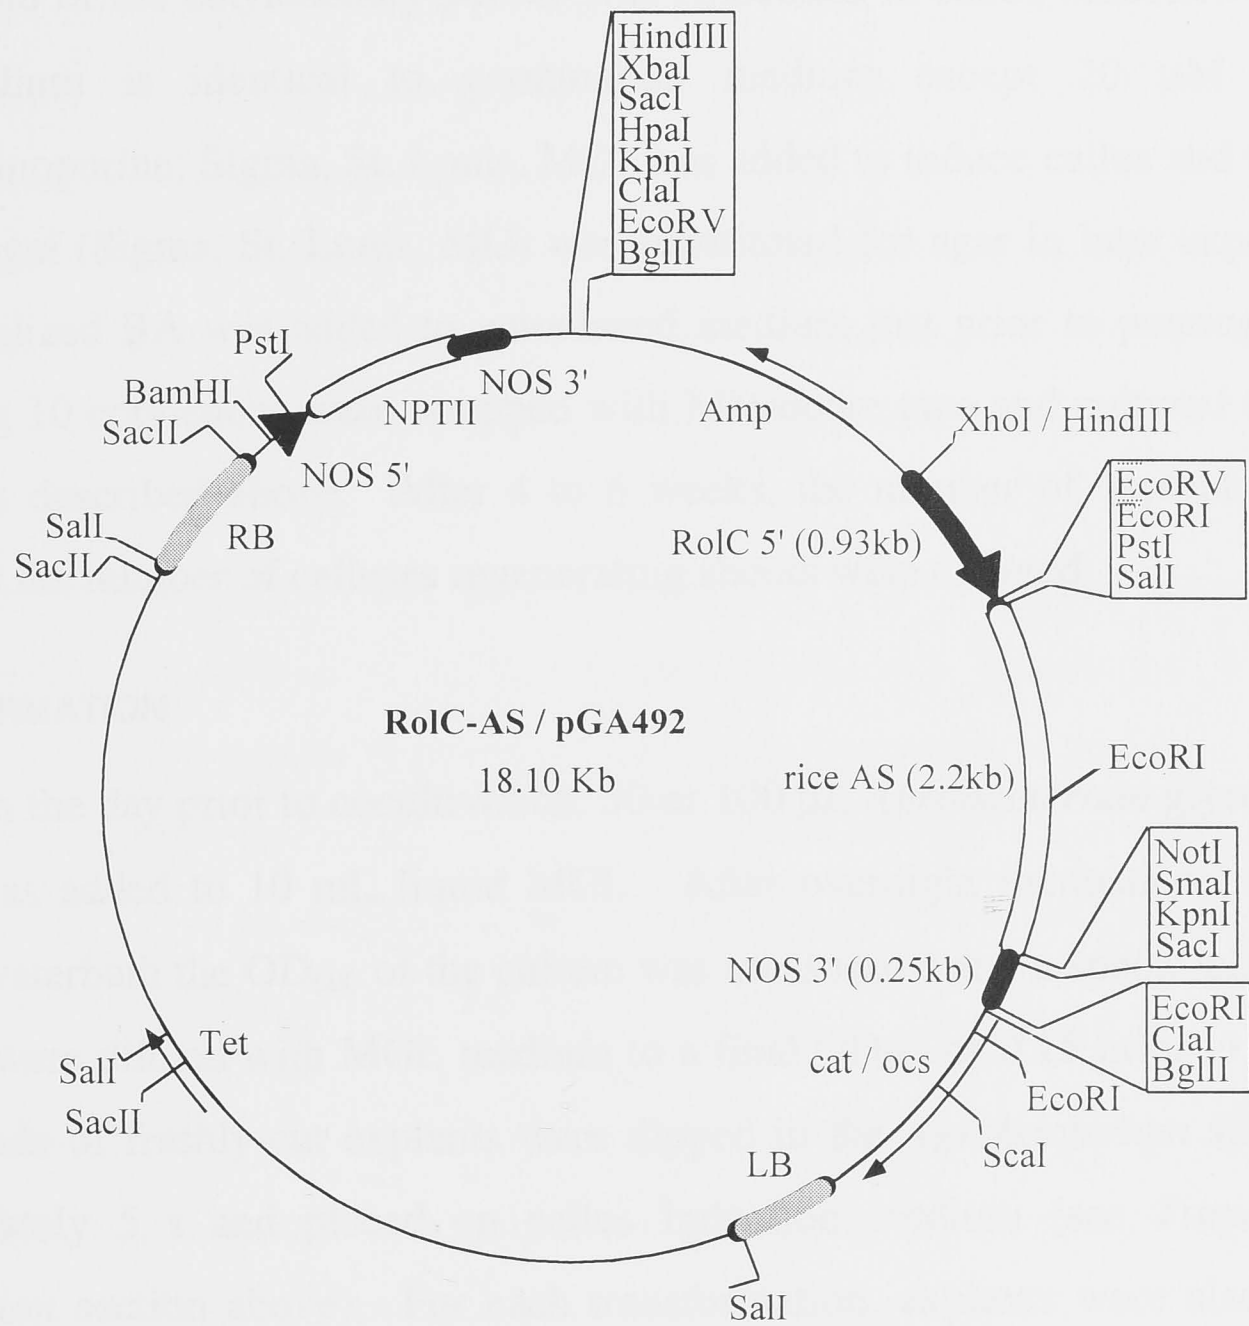 HindIII
XbaI
SacI
HpaI
KpnI
ClaI
EcoRV
BglII
PstI
BamHI
SacII
NOS 3'
NPTII
NOS 5'
Amp
XhoI / HindIII
EcoRV
EcoRI
PstI
SalI
RolC 5' (0.93kb)
SalI
SacII
RB
RolC-AS / pGA492
18.10 Kb
rice AS (2.2kb)
EcoRI
NotI
SmaI
KpnI
SacI
NOS 3' (0.25kb)
EcoRI
ClaI
BglII
cat / ocs
EcoRI
ScaI
Tet
SalI
SacII
LB
SalI